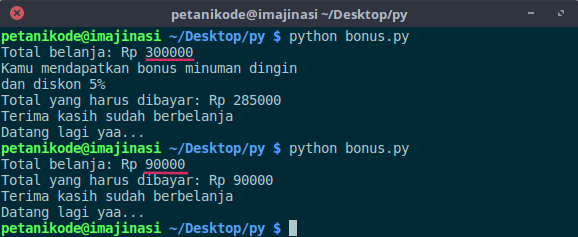 petanikode@imajinasi ~/Desktop/py
petanikode@imajinasi ~/Desktop/py $ python bonus.py
Total belanja: Rp 300000
Kamu mendapatkan bonus minuman dingin
dan diskon 5%
Total yang harus dibayar: Rp 285000
Terima kasih sudah berbelanja
Datang lagi yaa...
petanikode@imajinasi ~/Desktop/py $ python bonus.py
Total belanja: Rp 90000
Total yang harus dibayar: Rp 90000
Terima kasih sudah berbelanja
Datang lagi yaa...
petanikode@imajinasi ~/Desktop/py $